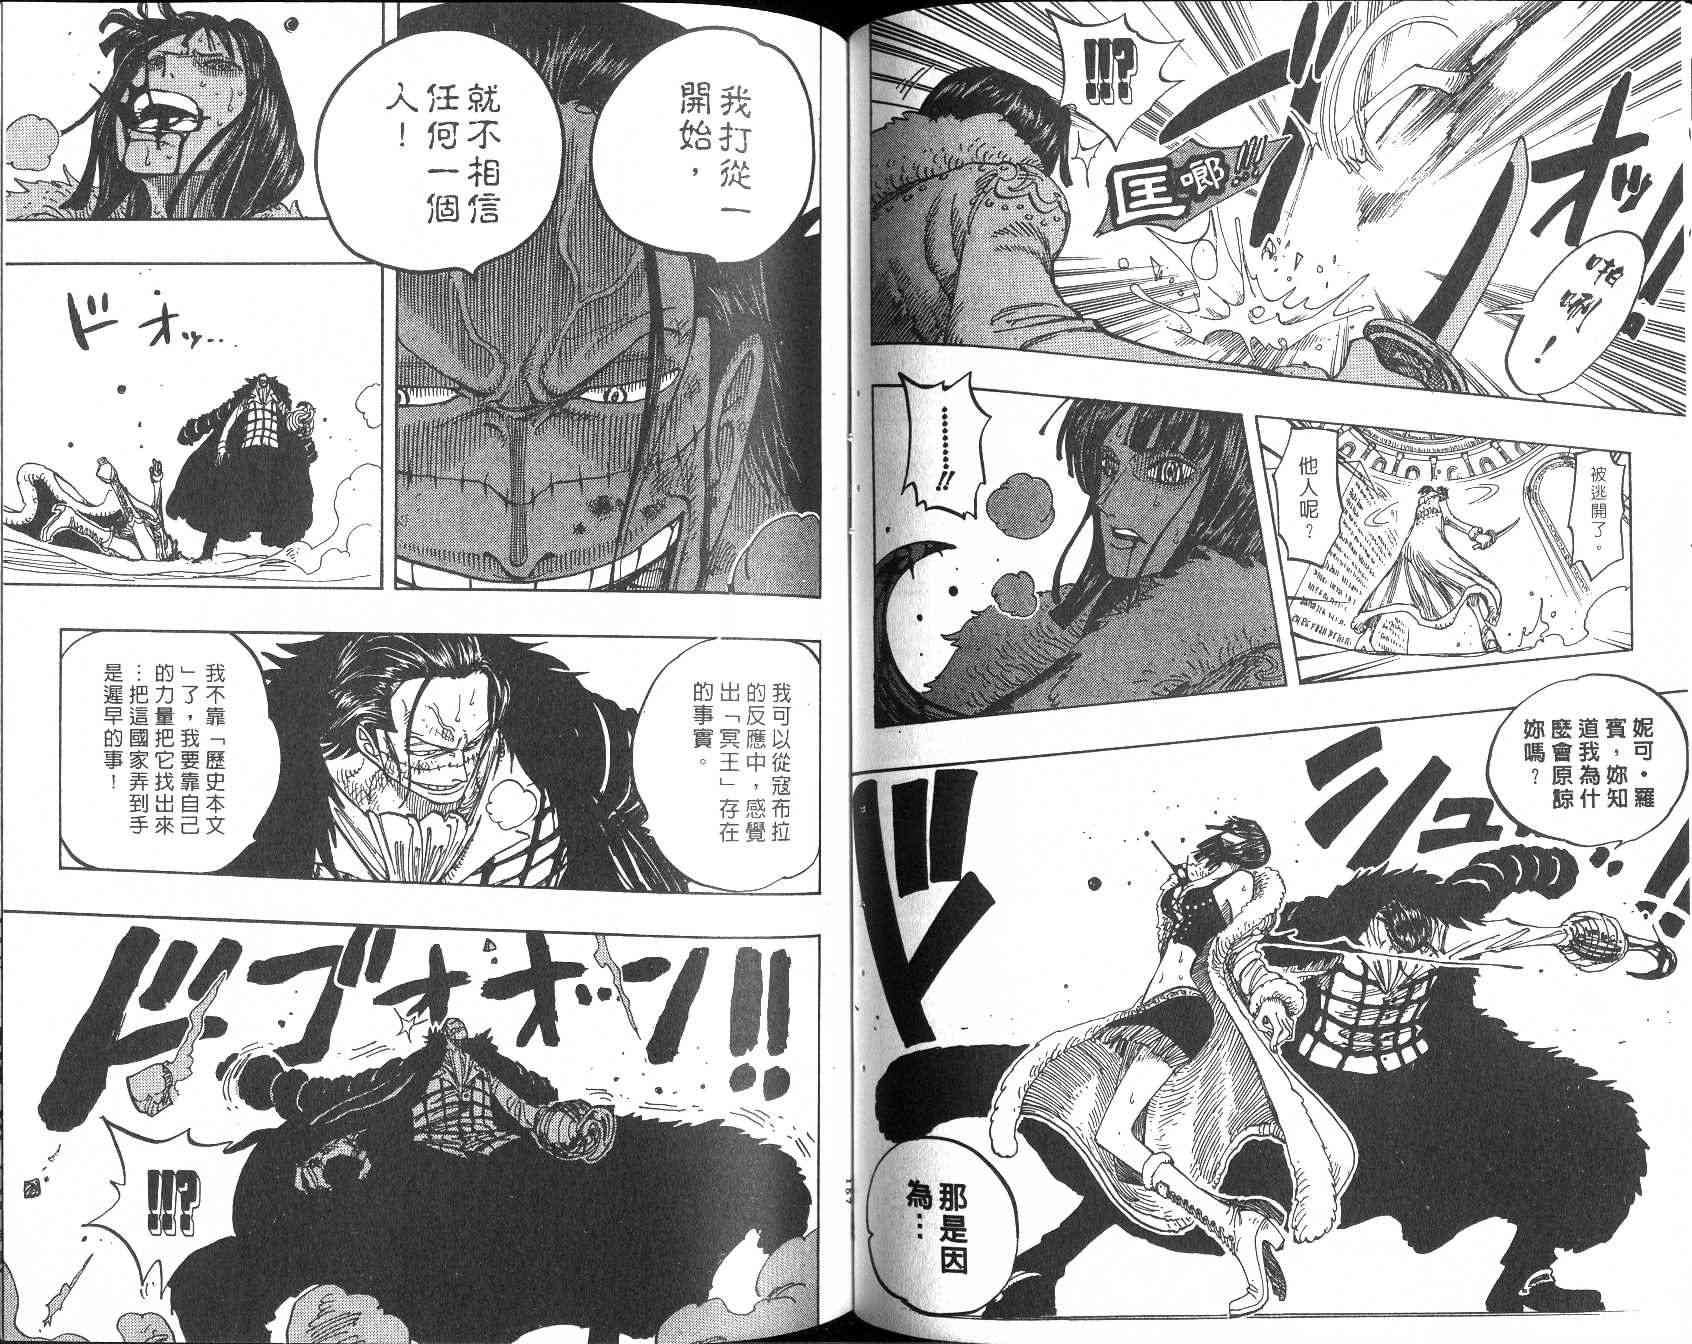 !!?
匡啷!!!!
啪咧！
被逃開了。
他人呢？
………!!
妮可・羅
賓，妳知
道我為什
麼會原諒
妳嗎？
シュッ…!!
ドン
那是因
為…
我打從一
開始，
就不相信
任何一個
人！
ドオッ…
我可以從寇布拉
的反應中，感覺
出「冥王」存在
的事實。
我不靠「歷史本文
」了，我要靠自己
的力量把它找出來
…把這國家弄到手
是遲早的事！
ドゴォオン!!
!!?
167